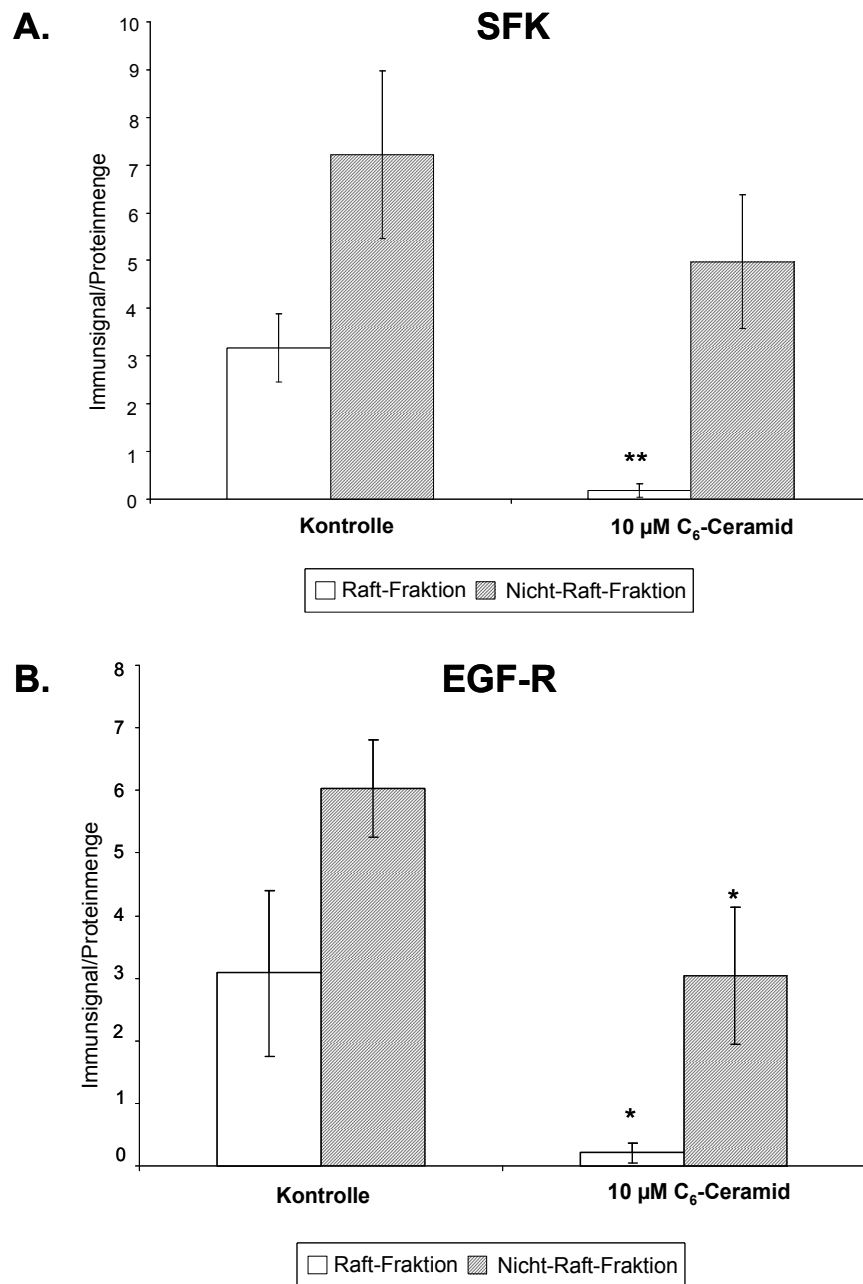 A. SFK
Immunsignal/Proteinmenge
10
9
8
7
6
5
4
3
2
1
0
**
Kontrolle 10 µM C₆-Ceramid
Raft-Fraktion Nicht-Raft-Fraktion
B. EGF-R
Immunsignal/Proteinmenge
8
7
6
5
4
3
2
1
0
*
*
Kontrolle 10 µM C₆-Ceramid
Raft-Fraktion Nicht-Raft-Fraktion